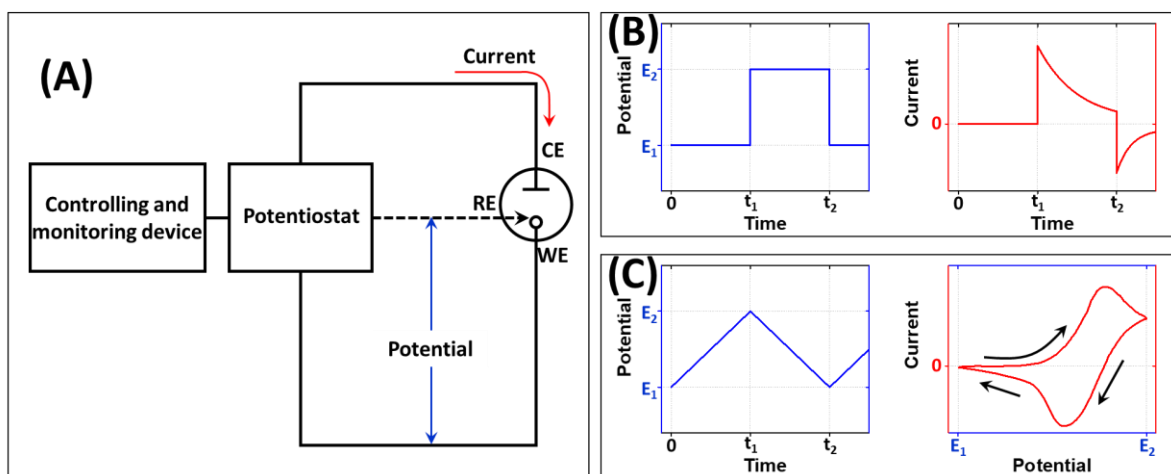 (A)
Current
CE
Controlling and
monitoring device
Potentiostat
RE
WE
Potential
(B)
Potential
E2
E1
0
t1
t2
Time
Current
0
0
t1
t2
Time
(C)
Potential
E2
E1
0
t1
t2
Time
Current
0
E1
E2
Potential